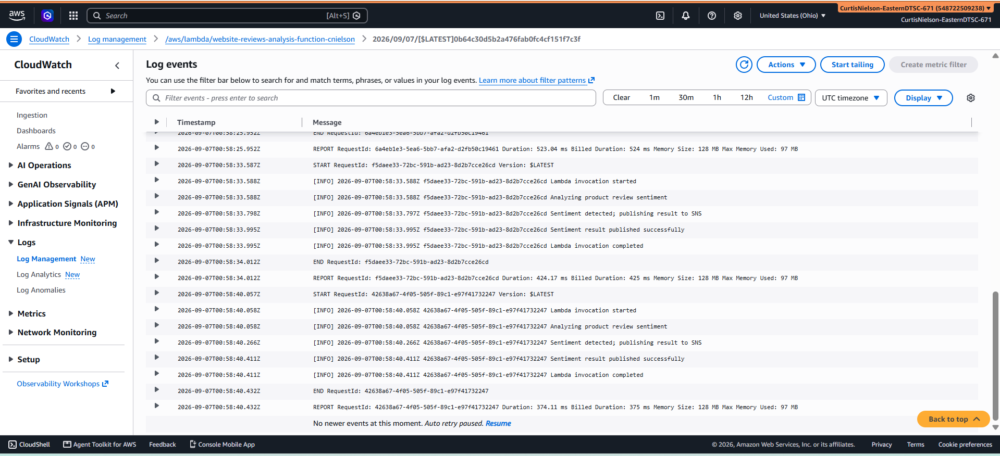 aws
Search [Alt+S]
United States (Ohio)
CurtisNielson-EasternDTSC-671 (548722509238)
CurtisNielson-EasternDTSC-671
CloudWatch > Log management > /aws/lambda/website-reviews-analysis-function-cnielson > 2026/09/07/[$LATEST]0b64c30d5b2a476fab0fc4cf151f7c3f
CloudWatch
Favorites and recents
Ingestion
Dashboards
Alarms 0 0 0
AI Operations
GenAI Observability
Application Signals (APM)
Infrastructure Monitoring
Logs
Log Management New
Log Analytics New
Log Anomalies
Metrics
Network Monitoring
Setup
Observability Workshops
Log events
Actions
Start tailing
Create metric filter
You can use the filter bar below to search for and match terms, phrases, or values in your log events. Learn more about filter patterns
Filter events - press enter to search
Clear 1m 30m 1h 12h Custom
UTC timezone
Display
Timestamp Message
2026-09-07T00:58:25.952Z END RequestId: 6a4eb1e3-5ea6-5bb7-afa2-d2fb50c19461
2026-09-07T00:58:25.952Z REPORT RequestId: 6a4eb1e3-5ea6-5bb7-afa2-d2fb50c19461 Duration: 523.04 ms Billed Duration: 524 ms Memory Size: 128 MB Max Memory Used: 97 MB
2026-09-07T00:58:33.587Z START RequestId: f5daee33-72bc-591b-ad23-8d2b7cce26cd Version: $LATEST
2026-09-07T00:58:33.588Z [INFO] 2026-09-07T00:58:33.588Z f5daee33-72bc-591b-ad23-8d2b7cce26cd Lambda invocation started
2026-09-07T00:58:33.588Z [INFO] 2026-09-07T00:58:33.588Z f5daee33-72bc-591b-ad23-8d2b7cce26cd Analyzing product review sentiment
2026-09-07T00:58:33.798Z [INFO] 2026-09-07T00:58:33.797Z f5daee33-72bc-591b-ad23-8d2b7cce26cd Sentiment detected; publishing result to SNS
2026-09-07T00:58:33.995Z [INFO] 2026-09-07T00:58:33.995Z f5daee33-72bc-591b-ad23-8d2b7cce26cd Sentiment result published successfully
2026-09-07T00:58:33.995Z [INFO] 2026-09-07T00:58:33.995Z f5daee33-72bc-591b-ad23-8d2b7cce26cd Lambda invocation completed
2026-09-07T00:58:34.012Z END RequestId: f5daee33-72bc-591b-ad23-8d2b7cce26cd
2026-09-07T00:58:34.012Z REPORT RequestId: f5daee33-72bc-591b-ad23-8d2b7cce26cd Duration: 424.17 ms Billed Duration: 425 ms Memory Size: 128 MB Max Memory Used: 97 MB
2026-09-07T00:58:40.057Z START RequestId: 42638a67-4f05-505f-89c1-e97f41732247 Version: $LATEST
2026-09-07T00:58:40.058Z [INFO] 2026-09-07T00:58:40.058Z 42638a67-4f05-505f-89c1-e97f41732247 Lambda invocation started
2026-09-07T00:58:40.058Z [INFO] 2026-09-07T00:58:40.058Z 42638a67-4f05-505f-89c1-e97f41732247 Analyzing product review sentiment
2026-09-07T00:58:40.266Z [INFO] 2026-09-07T00:58:40.266Z 42638a67-4f05-505f-89c1-e97f41732247 Sentiment detected; publishing result to SNS
2026-09-07T00:58:40.411Z [INFO] 2026-09-07T00:58:40.411Z 42638a67-4f05-505f-89c1-e97f41732247 Sentiment result published successfully
2026-09-07T00:58:40.411Z [INFO] 2026-09-07T00:58:40.411Z 42638a67-4f05-505f-89c1-e97f41732247 Lambda invocation completed
2026-09-07T00:58:40.432Z END RequestId: 42638a67-4f05-505f-89c1-e97f41732247
2026-09-07T00:58:40.432Z REPORT RequestId: 42638a67-4f05-505f-89c1-e97f41732247 Duration: 374.11 ms Billed Duration: 375 ms Memory Size: 128 MB Max Memory Used: 97 MB
No newer events at this moment. Auto retry paused. Resume
Back to top
CloudShell
Agent Toolkit for AWS
Feedback
Console Mobile App
© 2026, Amazon Web Services, Inc. or its affiliates.
Privacy
Terms
Cookie preferences